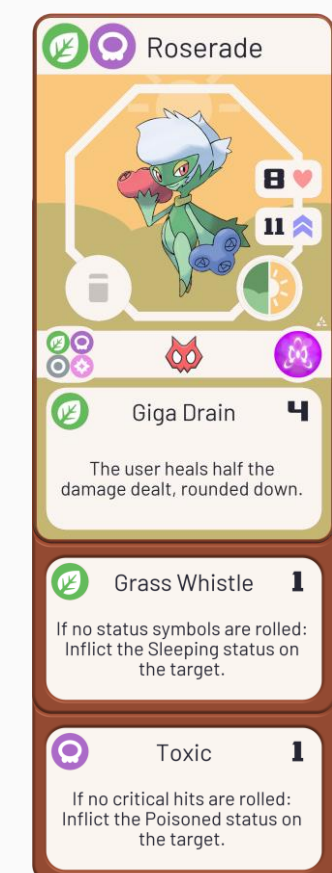 Roserade
8
11
Giga Drain 4
The user heals half the
damage dealt, rounded down.
Grass Whistle 1
If no status symbols are rolled:
Inflict the Sleeping status on
the target.
Toxic 1
If no critical hits are rolled:
Inflict the Poisoned status on
the target.